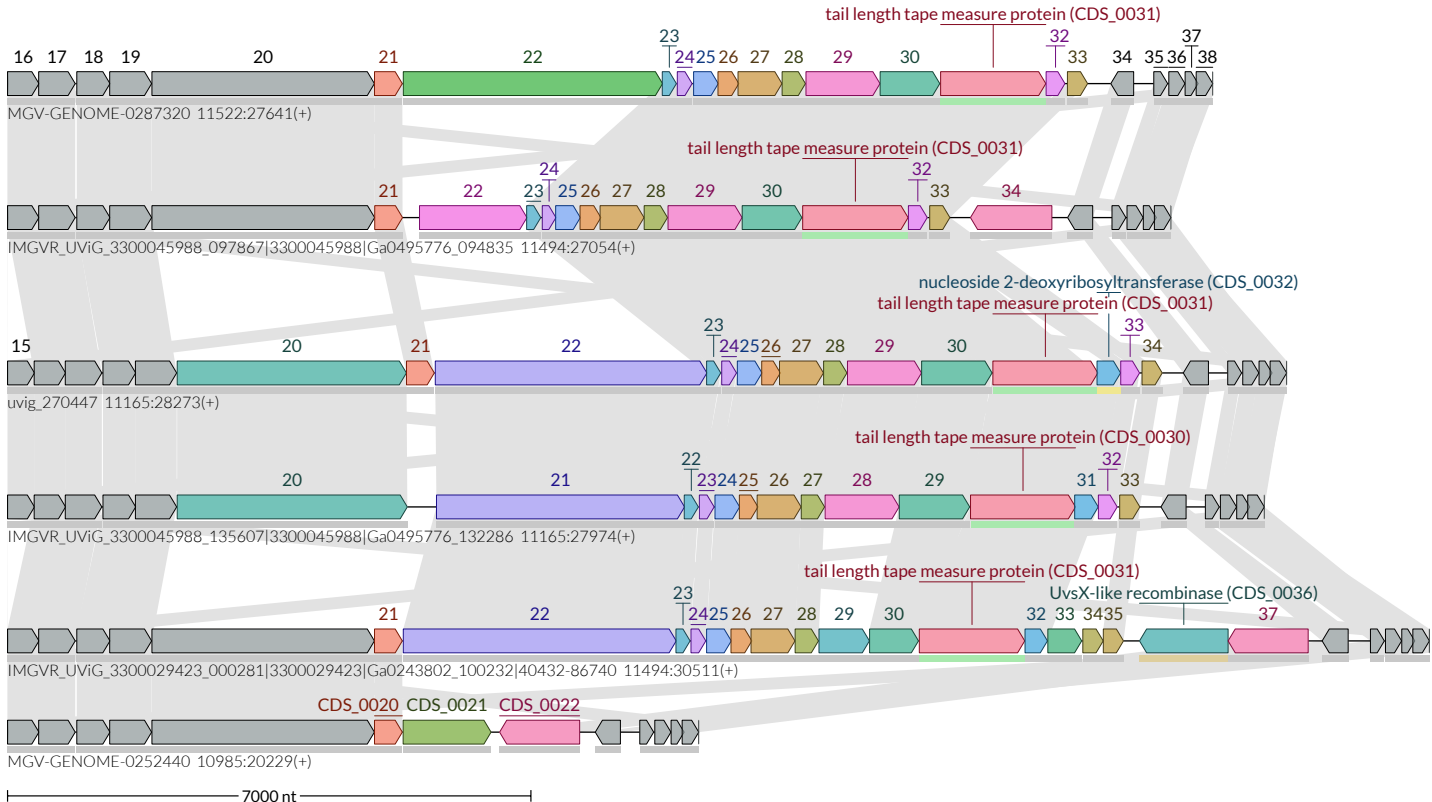 tail length tape measure protein (CDS_0031)
16 17 18 19 20 21 22 23 24 25 26 27 28 29 30 32 33 34 35 36 37 38
MGV-GENOME-0287320 11522:27641(+)
tail length tape measure protein (CDS_0031)
21 22 23 24 25 26 27 28 29 30 32 33 34
IMGVR_UViG_3300045988_097867|3300045988|Ga0495776_094835 11494:27054(+)
nucleoside 2-deoxyribosyltransferase (CDS_0032)
tail length tape measure protein (CDS_0031)
15 20 21 22 23 24 25 26 27 28 29 30 33 34
uvig_270447 11165:28273(+)
tail length tape measure protein (CDS_0030)
20 21 22 23 24 25 26 27 28 29 31 32 33
IMGVR_UViG_3300045988_135607|3300045988|Ga0495776_132286 11165:27974(+)
tail length tape measure protein (CDS_0031)
UvsX-like recombinase (CDS_0036)
21 22 23 24 25 26 27 28 29 30 32 33 34 35 37
IMGVR_UViG_3300029423_000281|3300029423|Ga0243802_100232|40432-86740 11494:30511(+)
CDS_0020 CDS_0021 CDS_0022
MGV-GENOME-0252440 10985:20229(+)
7000 nt